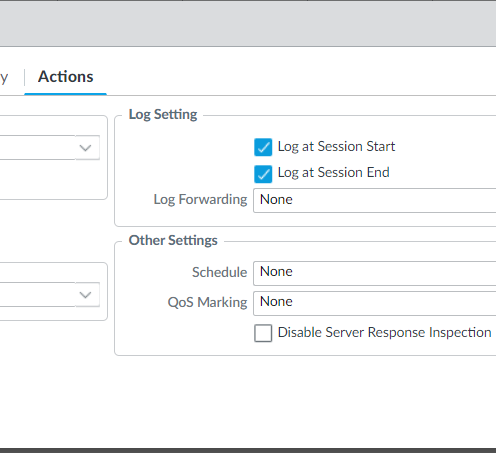 y
Actions
Log Setting
Log at Session Start
Log at Session End
Log Forwarding None
Other Settings
Schedule None
QoS Marking None
Disable Server Response Inspection